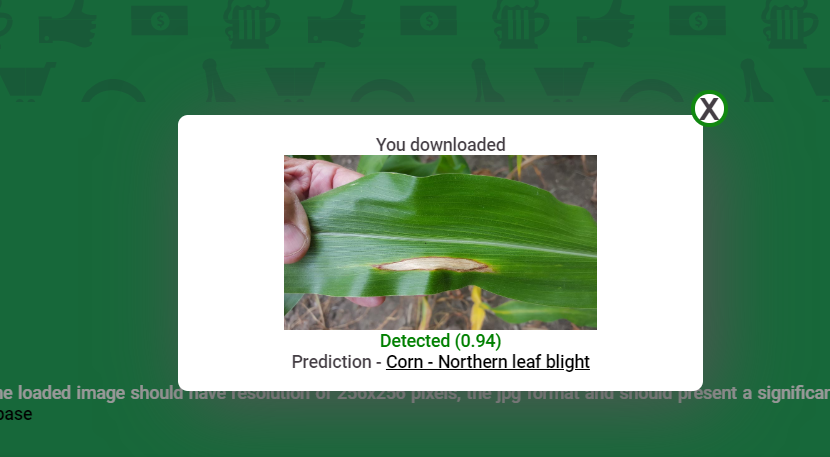 X
You downloaded
Detected (0.94)
Prediction - Corn - Northern leaf blight
he loaded image should have resolution of 256x256 pixels, the jpg format and should present a significan
base